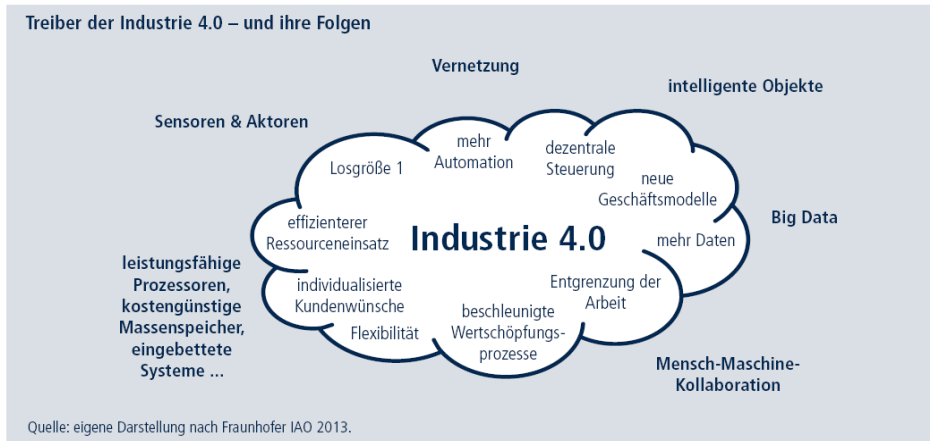 Treiber der Industrie 4.0 – und ihre Folgen
Vernetzung
intelligente Objekte
Sensoren & Aktoren
mehr
Automation
dezentrale
Steuerung
Losgröße 1
neue
Geschäftsmodelle
effizienterer
Ressourceneinsatz
Industrie 4.0
mehr Daten
Big Data
leistungsfähige
Prozessoren,
kostengünstige
Massenspeicher,
eingebettete
Systeme ...
individualisierte
Kundenwünsche
Entgrenzung der
Arbeit
Flexibilität
beschleunigte
Wertschöpfungs-
prozesse
Mensch-Maschine-
Kollaboration
Quelle: eigene Darstellung nach Fraunhofer IAO 2013.